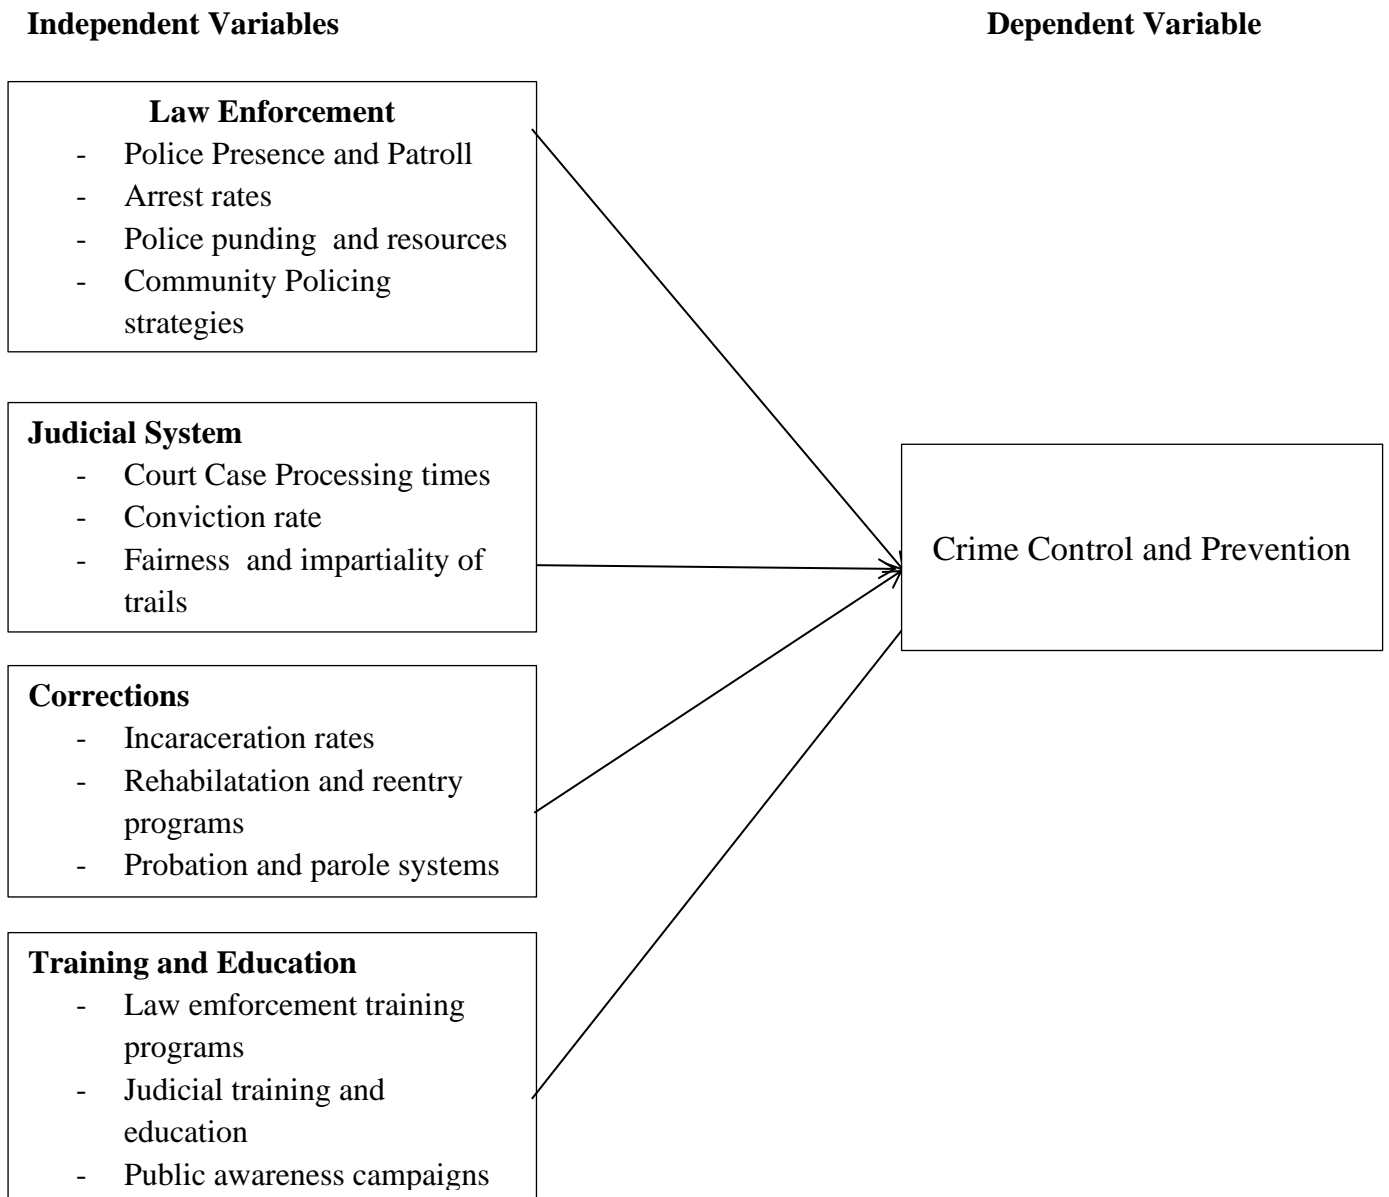 Independent Variables
Dependent Variable
Law Enforcement
- Police Presence and Patroll
- Arrest rates
- Police punding and resources
- Community Policing
strategies
Judicial System
- Court Case Processing times
- Conviction rate
- Fairness and impartiality of
trails
Crime Control and Prevention
Corrections
- Incaraceration rates
- Rehabilatation and reentry
programs
- Probation and parole systems
Training and Education
- Law emforcement training
programs
- Judicial training and
education
- Public awareness campaigns